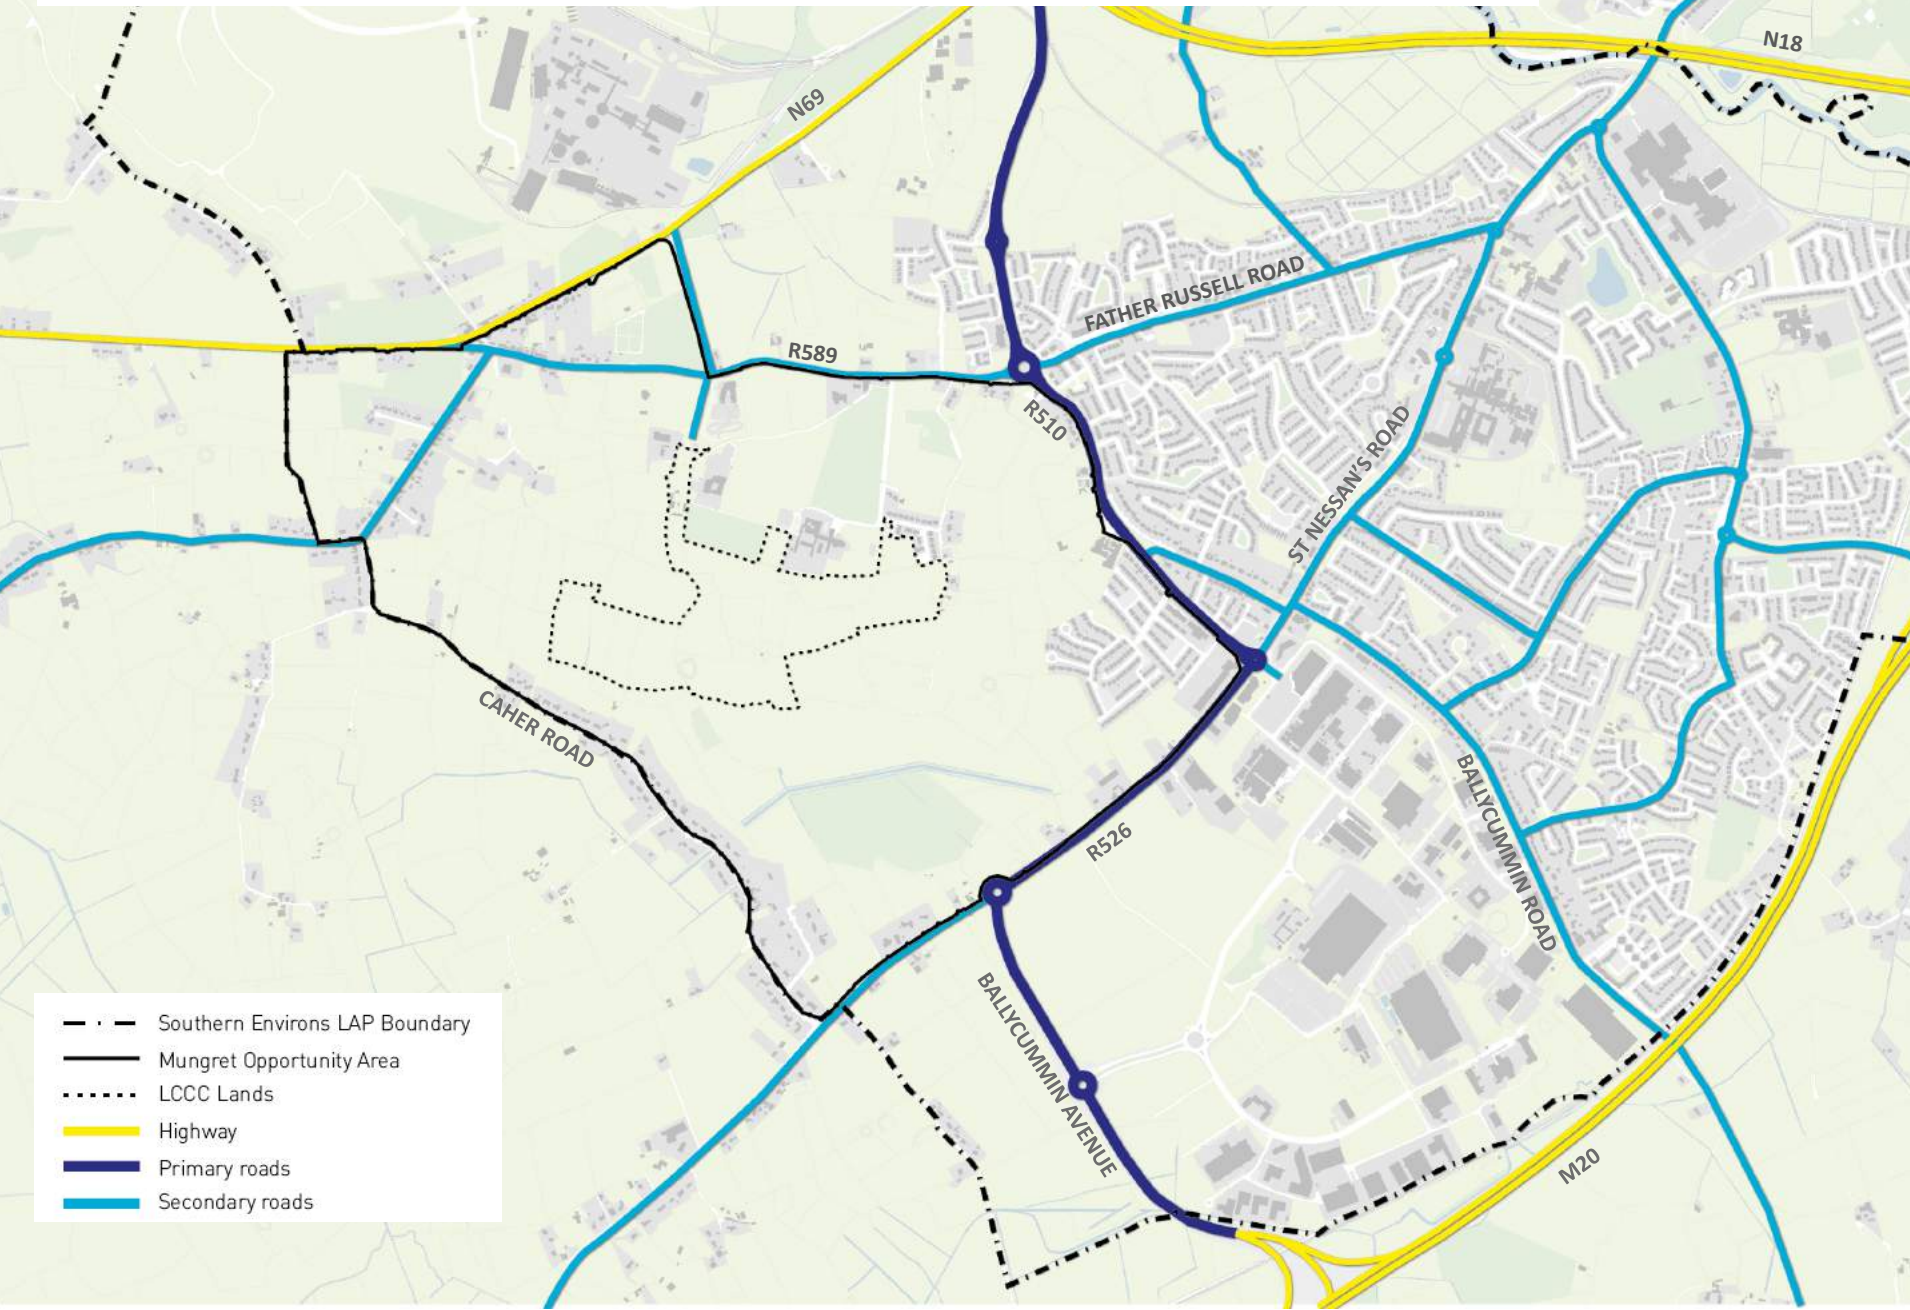 N18
N69
FATHER RUSSELL ROAD
R589
R510
ST NESSAN'S ROAD
CAHER ROAD
R526
BALLYCUMMIN ROAD
BALLYCUMMIN AVENUE
M20
Southern Environs LAP Boundary
Mungret Opportunity Area
LCCC Lands
Highway
Primary roads
Secondary roads